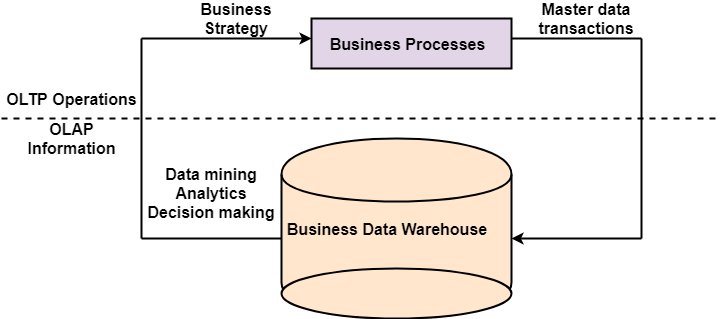 Business
Strategy
Business Processes
Master data
transactions
OLTP Operations
OLAP
Information
Data mining
Analytics
Decision making
Business Data Warehouse